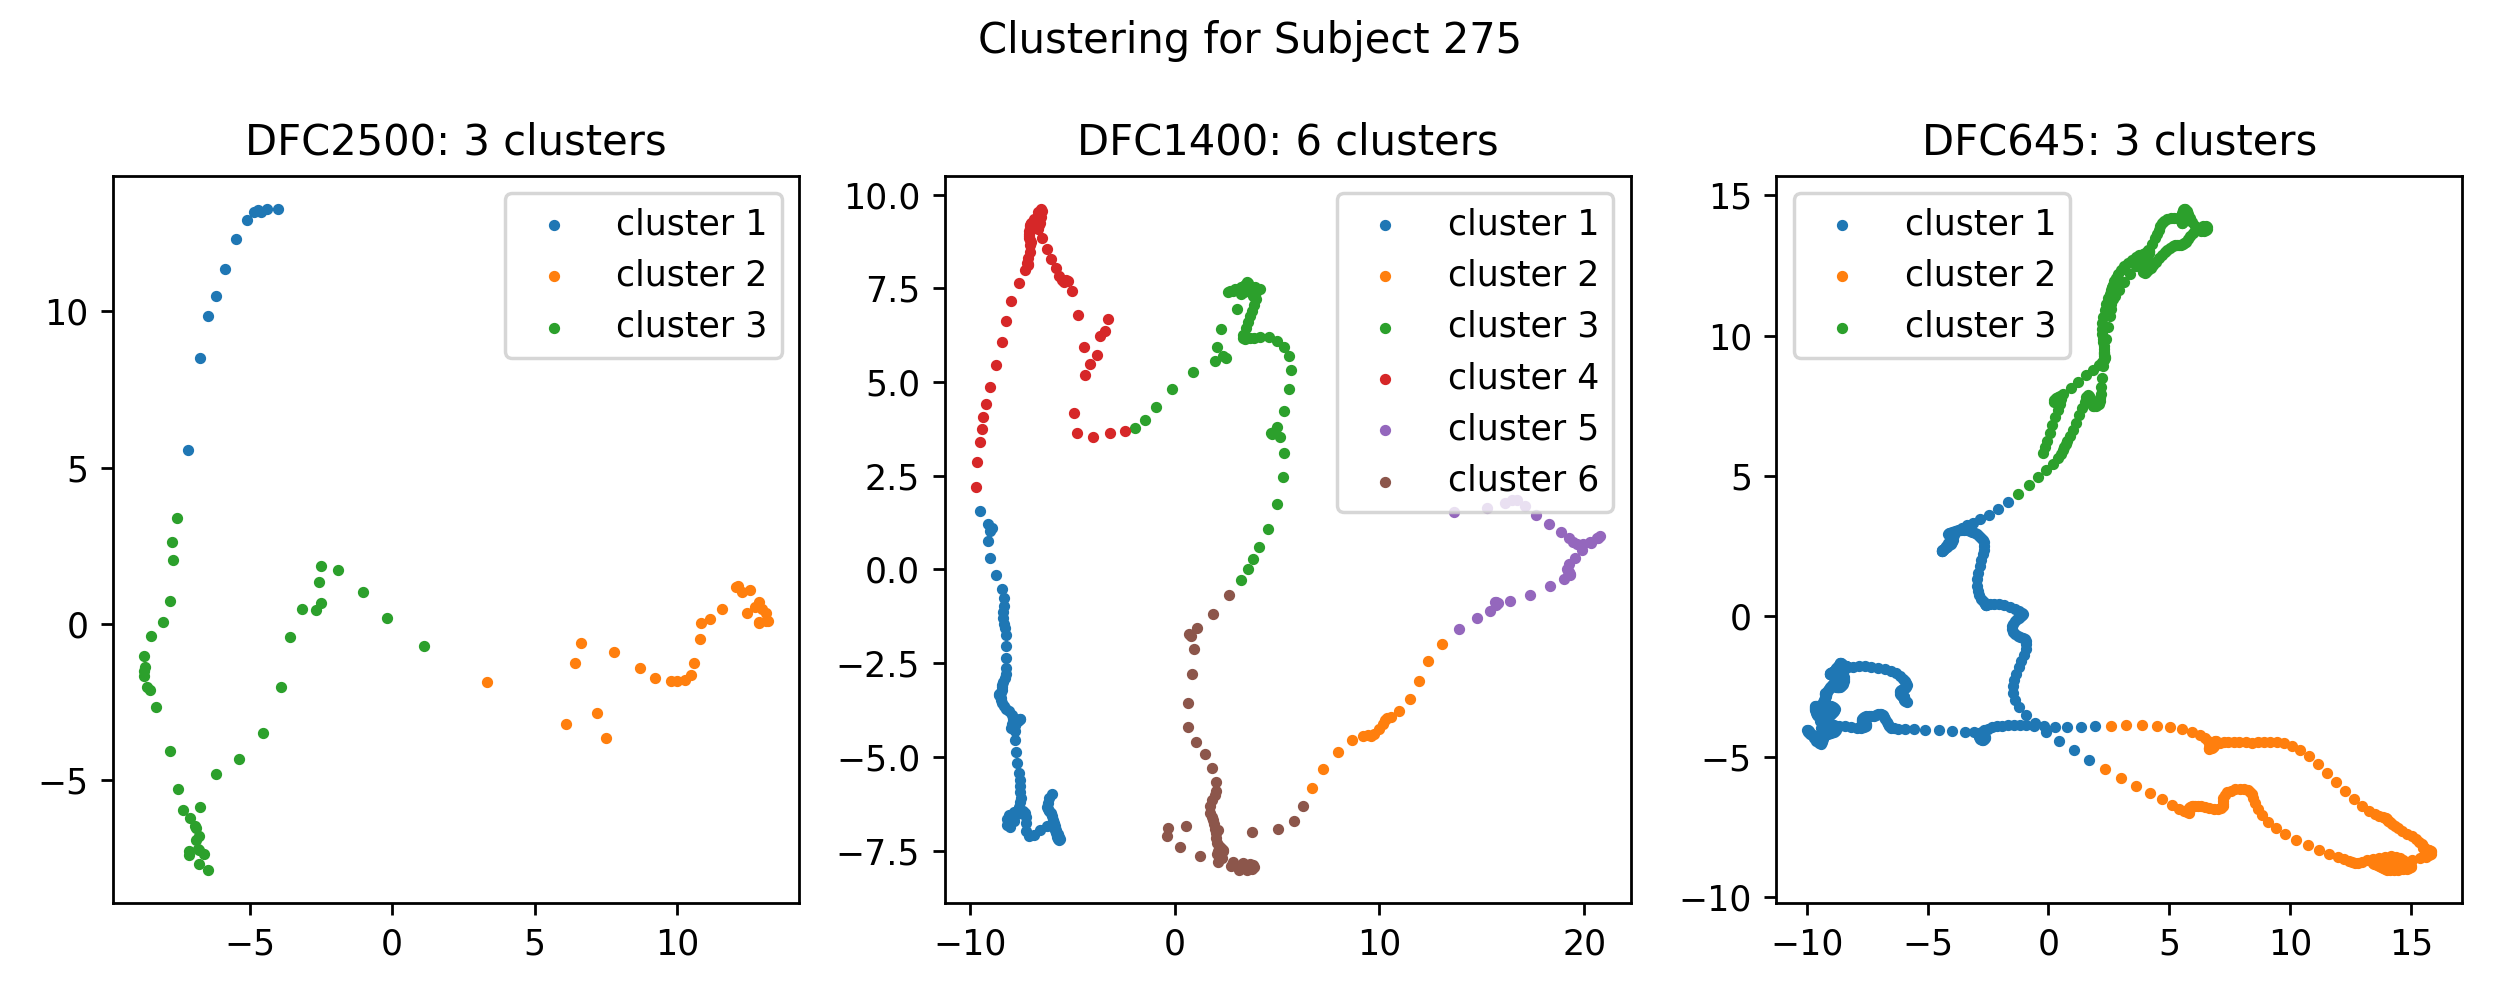 Clustering for Subject 275
DFC2500: 3 clusters
cluster 1
cluster 2
cluster 3
10
5
0
−5
−5
0
5
10
DFC1400: 6 clusters
cluster 1
cluster 2
cluster 3
cluster 4
cluster 5
cluster 6
10.0
7.5
5.0
2.5
0.0
−2.5
−5.0
−7.5
−10
0
10
20
DFC645: 3 clusters
cluster 1
cluster 2
cluster 3
15
10
5
0
−5
−10
−10
−5
0
5
10
15